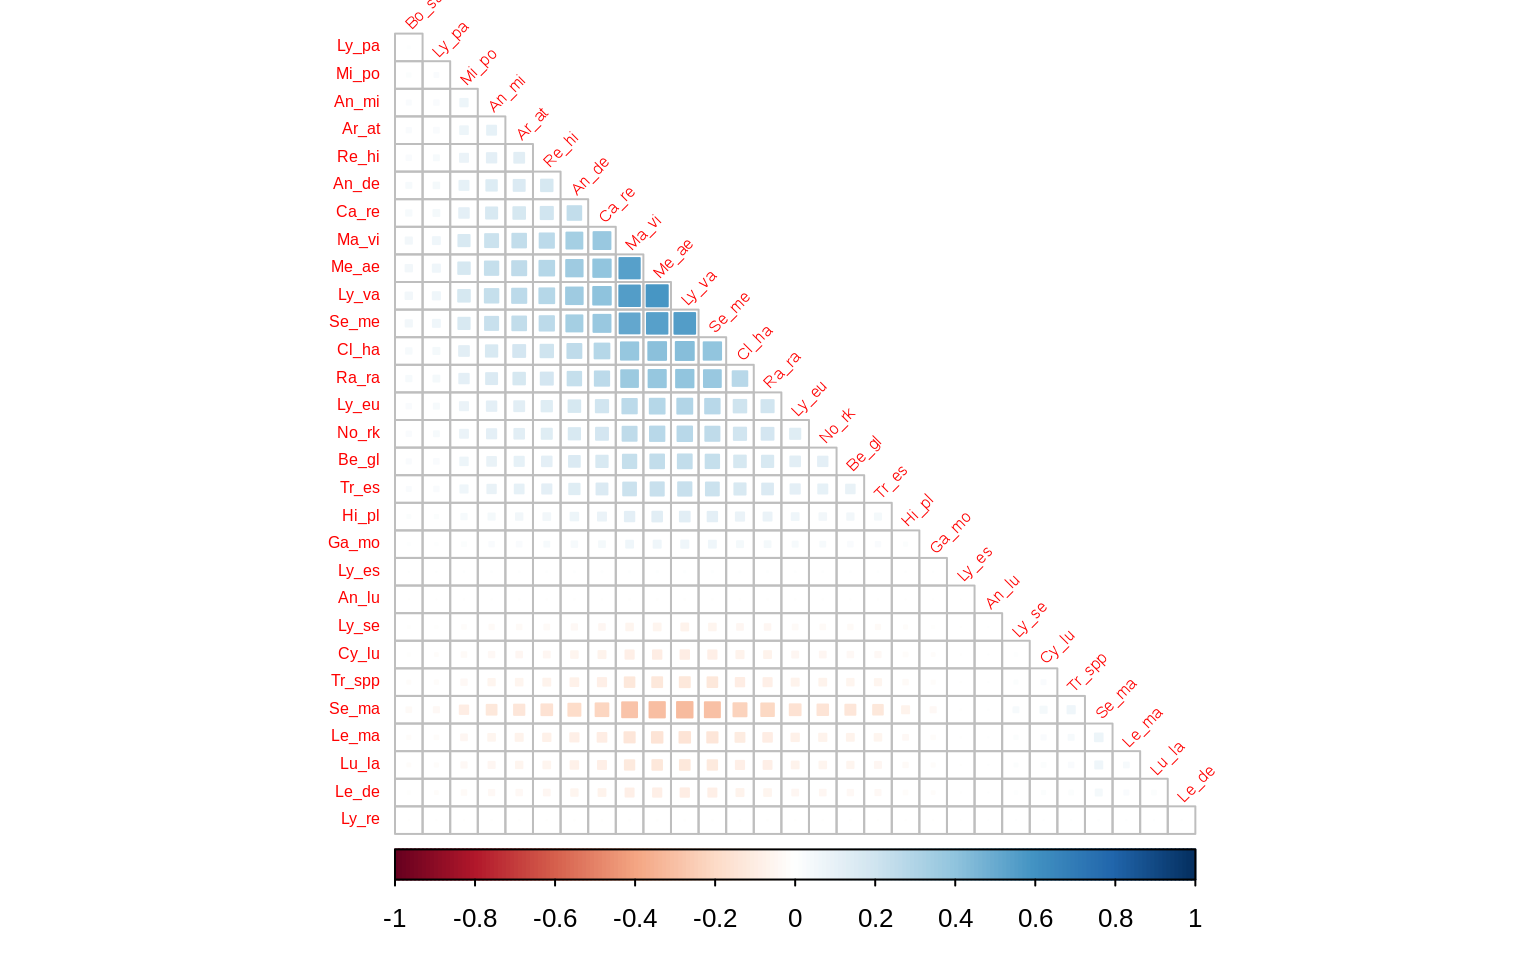 Ly_pa
Mi_po
An_mi
Ar_at
Re_hi
An_de
Ca_re
Ma_vi
Me_ae
Ly_va
Se_me
Cl_ha
Ra_ra
Ly_eu
No_rk
Be_gl
Tr_es
Hi_pl
Ga_mo
Ly_es
An_lu
Ly_se
Cy_lu
Tr_spp
Se_ma
Le_ma
Lu_la
Le_de
Ly_re
Ly_pa
Mi_po
An_mi
Ar_at
Re_hi
An_de
Ca_re
Ma_vi
Me_ae
Ly_va
Se_me
Cl_ha
Ra_ra
Ly_eu
No_rk
Be_gl
Tr_es
Hi_pl
Ga_mo
Ly_es
An_lu
Ly_se
Cy_lu
Tr_spp
Se_ma
Le_ma
Lu_la
Le_de
-1 -0.8 -0.6 -0.4 -0.2 0 0.2 0.4 0.6 0.8 1